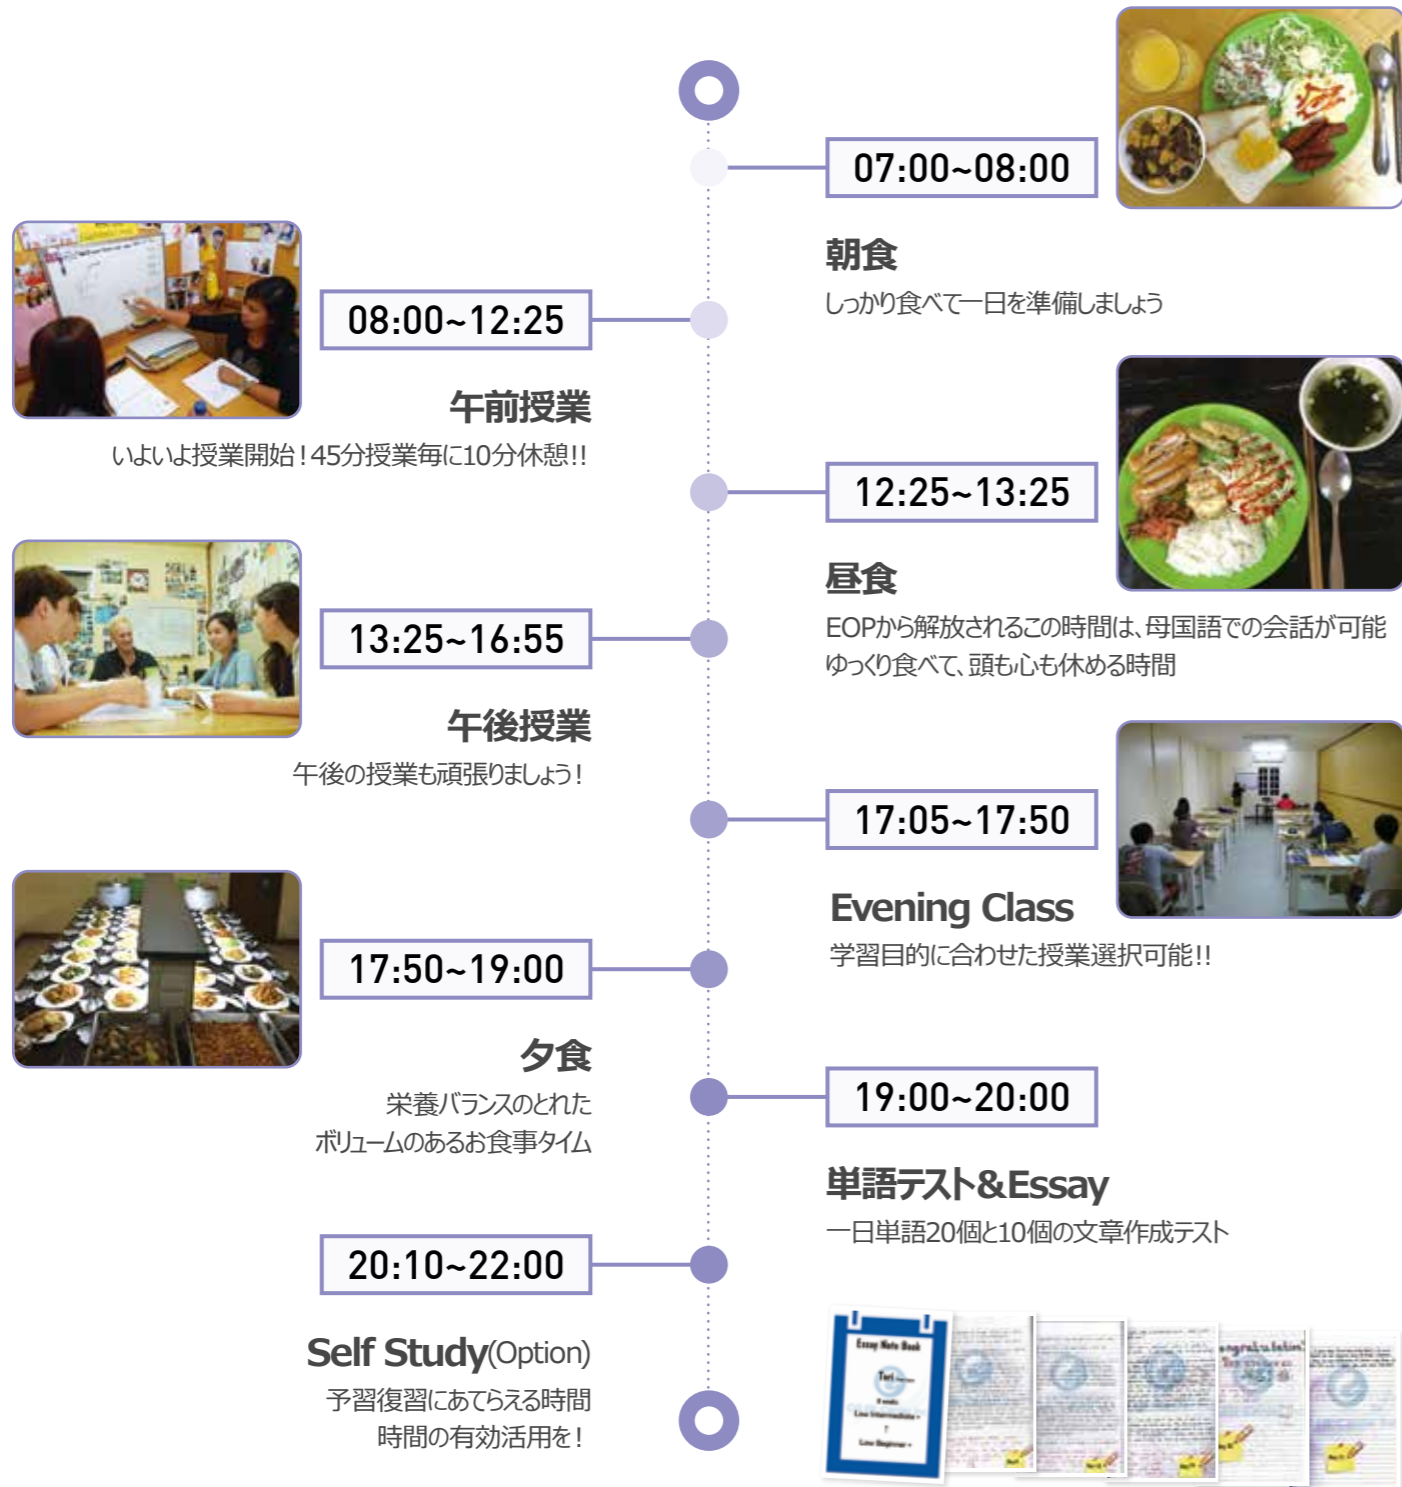 07:00~08:00
朝食
しっかり食べて一日を準備しましょう
08:00~12:25
午前授業
いよいよ授業開始！45分授業毎に10分休憩!!
12:25~13:25
昼食
EOPから解放されるこの時間は、母国語での会話が可能
ゆっくり食べて、頭も心も休める時間
13:25~16:55
午後授業
午後の授業も頑張りましょう！
17:05~17:50
Evening Class
学習目的に合わせた授業選択可能!!
17:50~19:00
夕食
栄養バランスのとれた
ボリュームのあるお食事タイム
19:00~20:00
単語テスト&Essay
一日単語20個と10個の文章作成テスト
20:10~22:00
Self Study(Option)
予習復習にあてらえる時間
時間の有効活用を！
Essay Note Book
Low Intermediate +
Low Beginner +